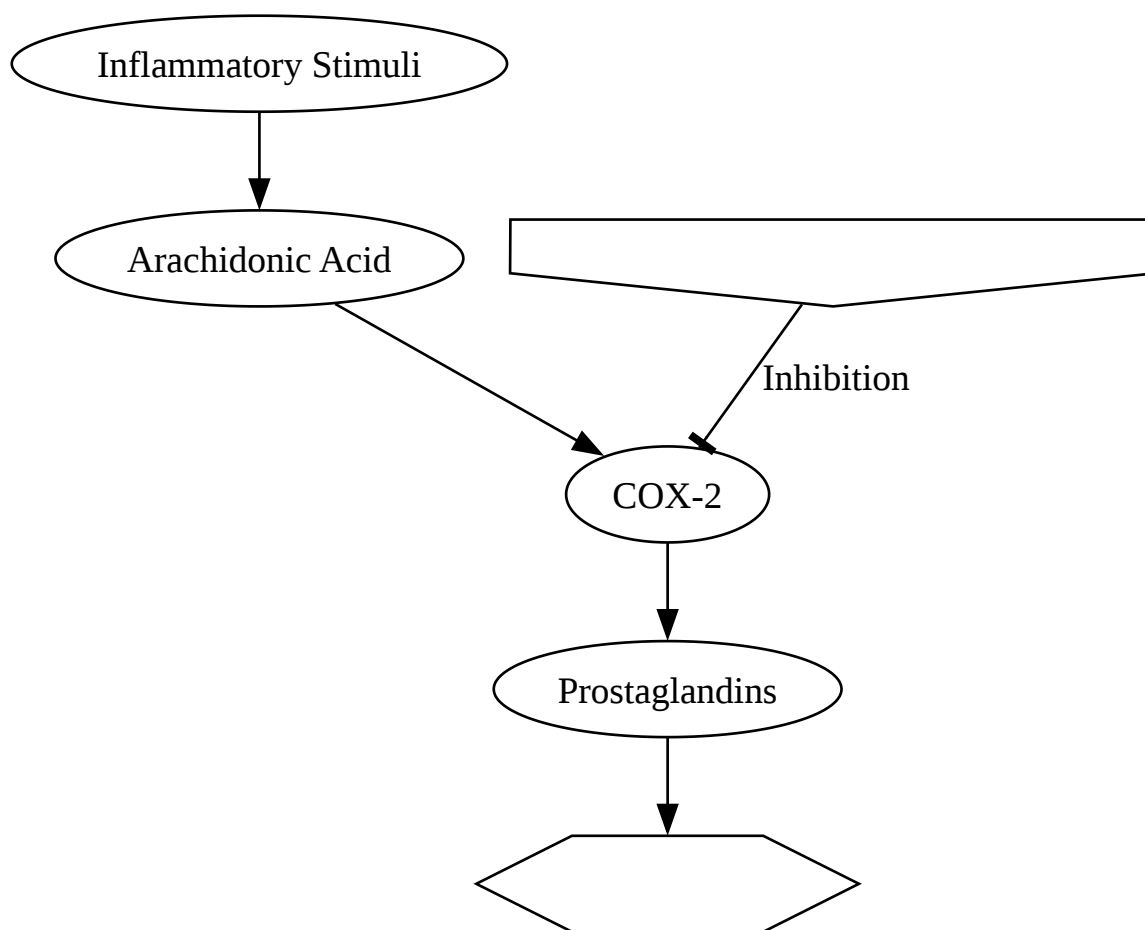 Inflammatory Stimuli
Arachidonic Acid
Inhibition
COX-2
Prostaglandins